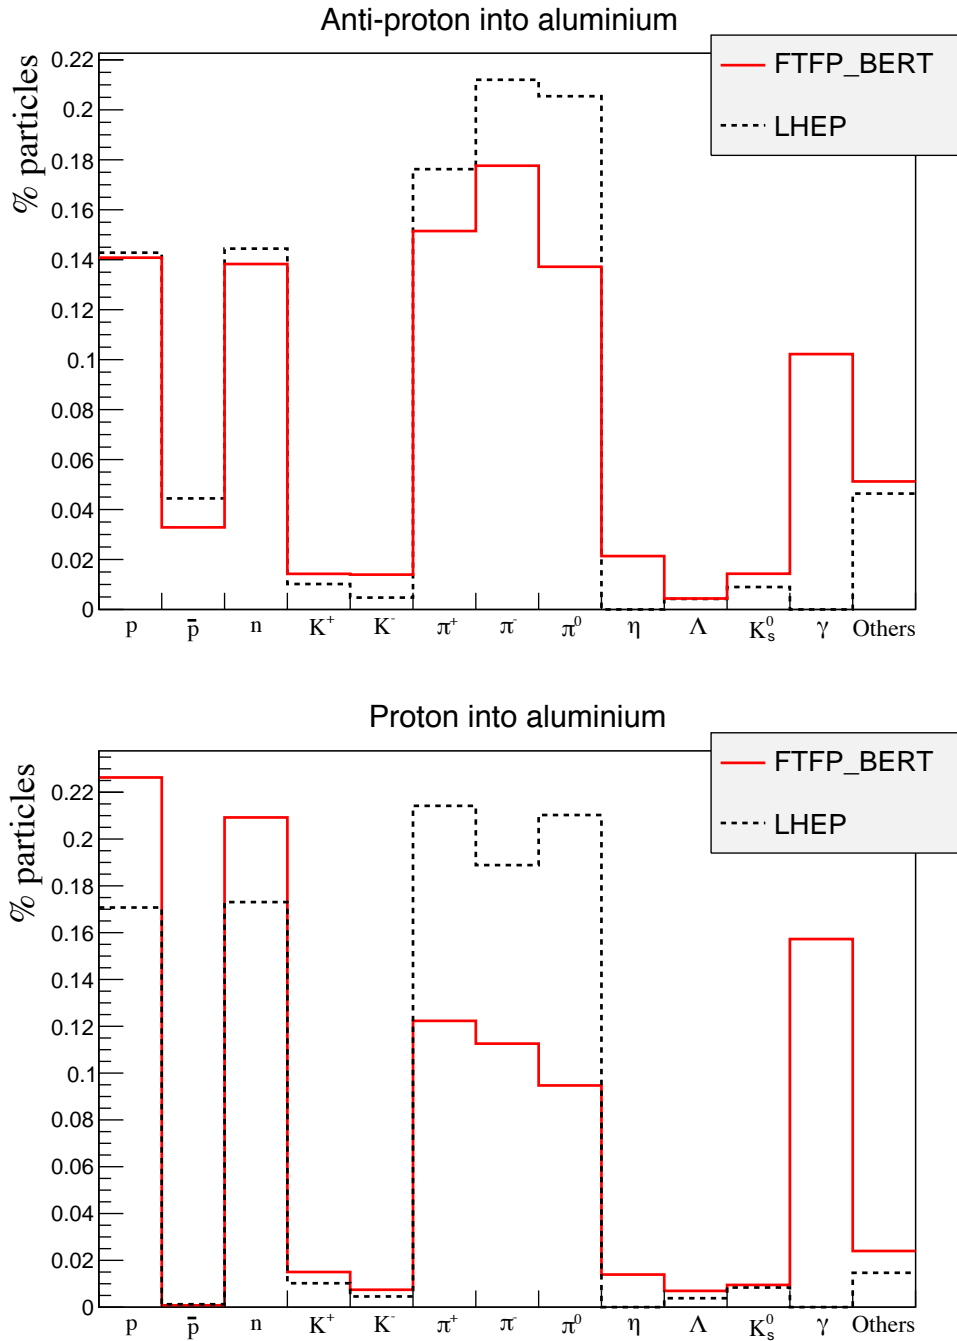 Anti-proton into aluminium
FTFP_BERT
LHEP
% particles
0.22
0.2
0.18
0.16
0.14
0.12
0.1
0.08
0.06
0.04
0.02
0
p p̄ n K⁺ K⁻ π⁺ π⁻ π⁰ η Λ K⁰ₛ γ Others
Proton into aluminium
FTFP_BERT
LHEP
% particles
0.22
0.2
0.18
0.16
0.14
0.12
0.1
0.08
0.06
0.04
0.02
0
p p̄ n K⁺ K⁻ π⁺ π⁻ π⁰ η Λ K⁰ₛ γ Others